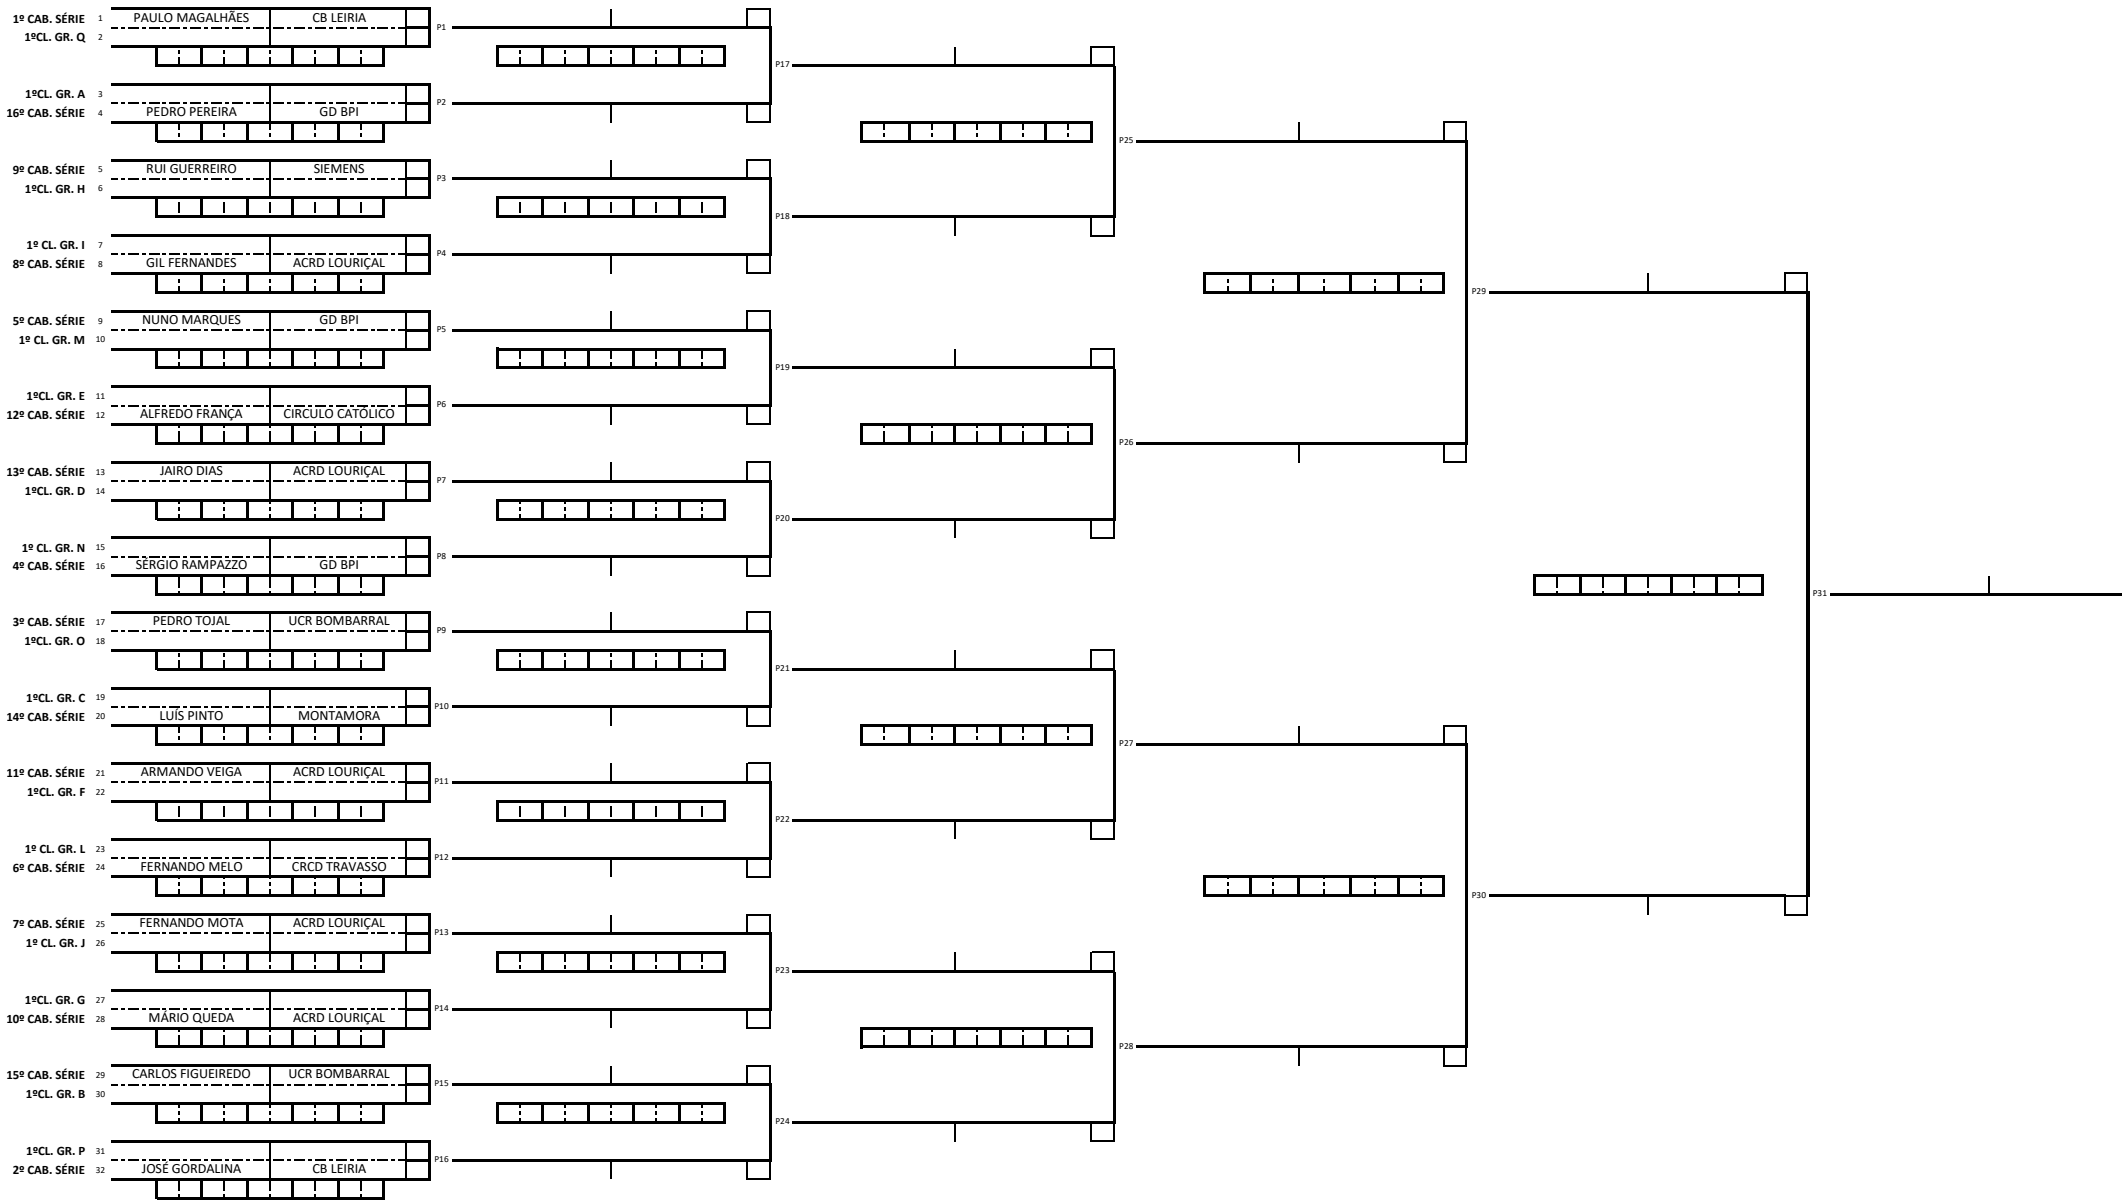 1º CAB. SÉRIE 1 PAULO MAGALHÃES CB LEIRIA
P1
1ºCL. GR. Q 2
P17
1ºCL. GR. A 3
P2
16º CAB. SÉRIE 4 PEDRO PEREIRA GD BPI
P25
9º CAB. SÉRIE 5 RUI GUERREIRO SIEMENS
P3
1ºCL. GR. H 6
P18
1º CL. GR. I 7
P4
8º CAB. SÉRIE 8 GIL FERNANDES ACRD LOURIÇAL
P29
5º CAB. SÉRIE 9 NUNO MARQUES GD BPI
P5
1º CL. GR. M 10
P19
1ºCL. GR. E 11
P6
12º CAB. SÉRIE 12 ALFREDO FRANÇA CIRCULO CATÓLICO
P26
13º CAB. SÉRIE 13 JAIRO DIAS ACRD LOURIÇAL
P7
1ºCL. GR. D 14
P20
1º CL. GR. N 15
P8
4º CAB. SÉRIE 16 SÉRGIO RAMPAZZO GD BPI
P31
3º CAB. SÉRIE 17 PEDRO TOJAL UCR BOMBARRAL
P9
1ºCL. GR. O 18
P21
1ºCL. GR. C 19
P10
14º CAB. SÉRIE 20 LUÍS PINTO MONTAMORA
P27
11º CAB. SÉRIE 21 ARMANDO VEIGA ACRD LOURIÇAL
P11
1ºCL. GR. F 22
P22
1º CL. GR. L 23
P12
6º CAB. SÉRIE 24 FERNANDO MELO CRCD TRAVASSO
P30
7º CAB. SÉRIE 25 FERNANDO MOTA ACRD LOURIÇAL
P13
1º CL. GR. J 26
P23
1ºCL. GR. G 27
P14
10º CAB. SÉRIE 28 MÁRIO QUEDA ACRD LOURIÇAL
P28
15º CAB. SÉRIE 29 CARLOS FIGUEIREDO UCR BOMBARRAL
P15
1ºCL. GR. B 30
P24
1ºCL. GR. P 31
P16
2º CAB. SÉRIE 32 JOSÉ GORDALINA CB LEIRIA